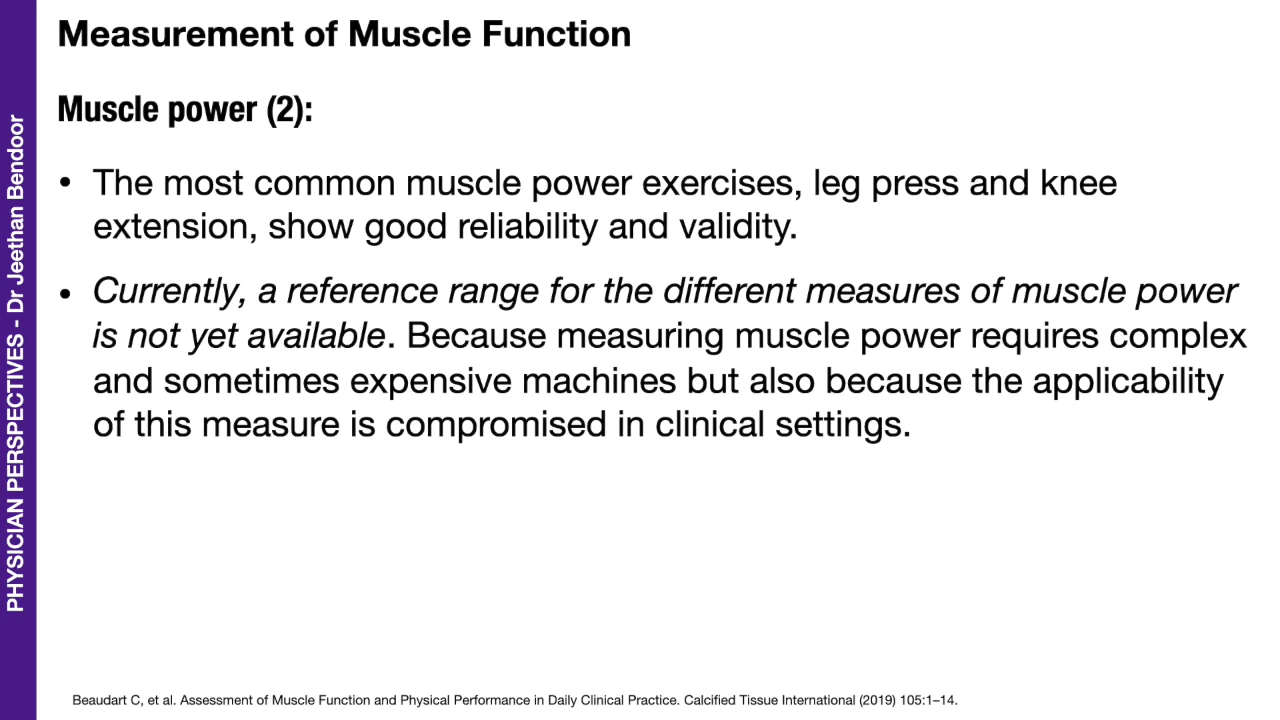 Measurement of Muscle Function
Muscle power (2):
• The most common muscle power exercises, leg press and knee
extension, show good reliability and validity.
• Currently, a reference range for the different measures of muscle power
is not yet available. Because measuring muscle power requires complex
and sometimes expensive machines but also because the applicability
of this measure is compromised in clinical settings.
PHYSICIAN PERSPECTIVES - Dr Jeethan Bendoor
Beaudart C, et al. Assessment of Muscle Function and Physical Performance in Daily Clinical Practice. Calcified Tissue International (2019) 105:1–14.